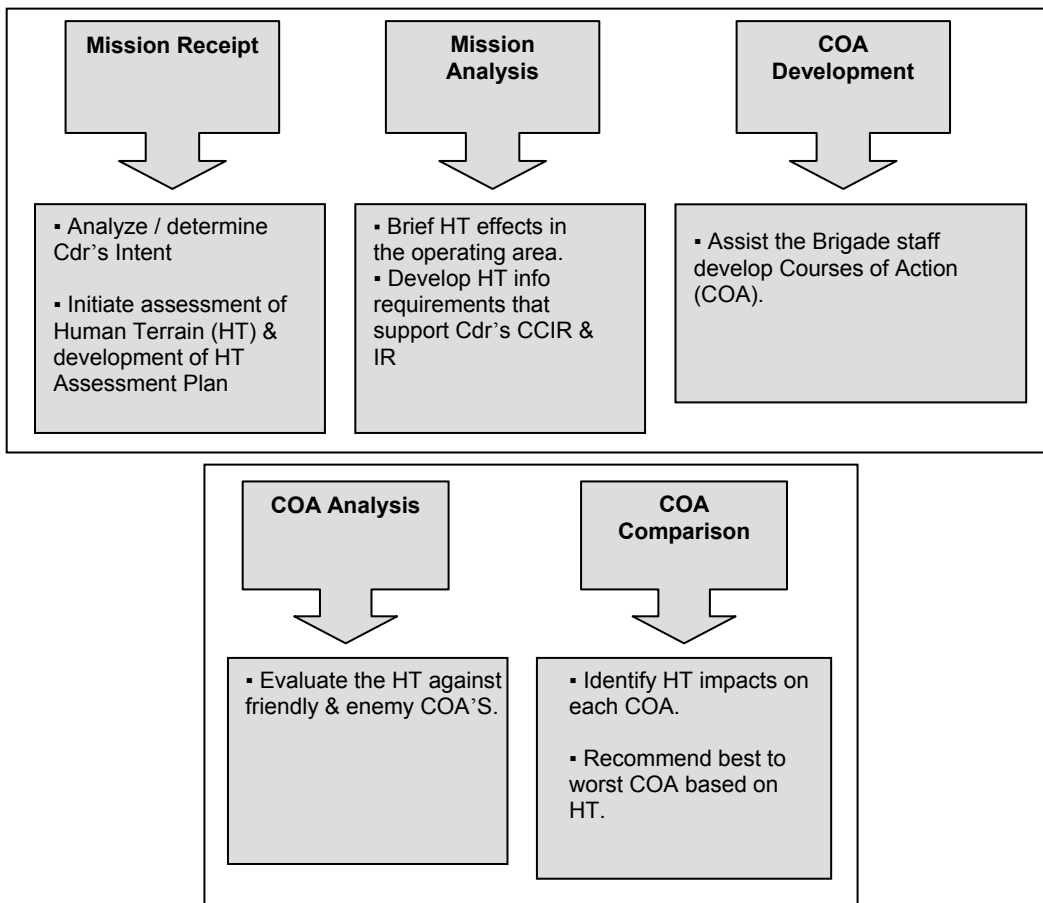 Mission Receipt
▪ Analyze / determine
Cdr’s Intent
▪ Initiate assessment of
Human Terrain (HT) &
development of HT
Assessment Plan
Mission
Analysis
▪ Brief HT effects in
the operating area.
▪ Develop HT info
requirements that
support Cdr’s CCIR &
IR
COA
Development
▪ Assist the Brigade staff
develop Courses of Action
(COA).
COA Analysis
▪ Evaluate the HT against
friendly & enemy COA’S.
COA
Comparison
▪ Identify HT impacts on
each COA.
▪ Recommend best to
worst COA based on
HT.